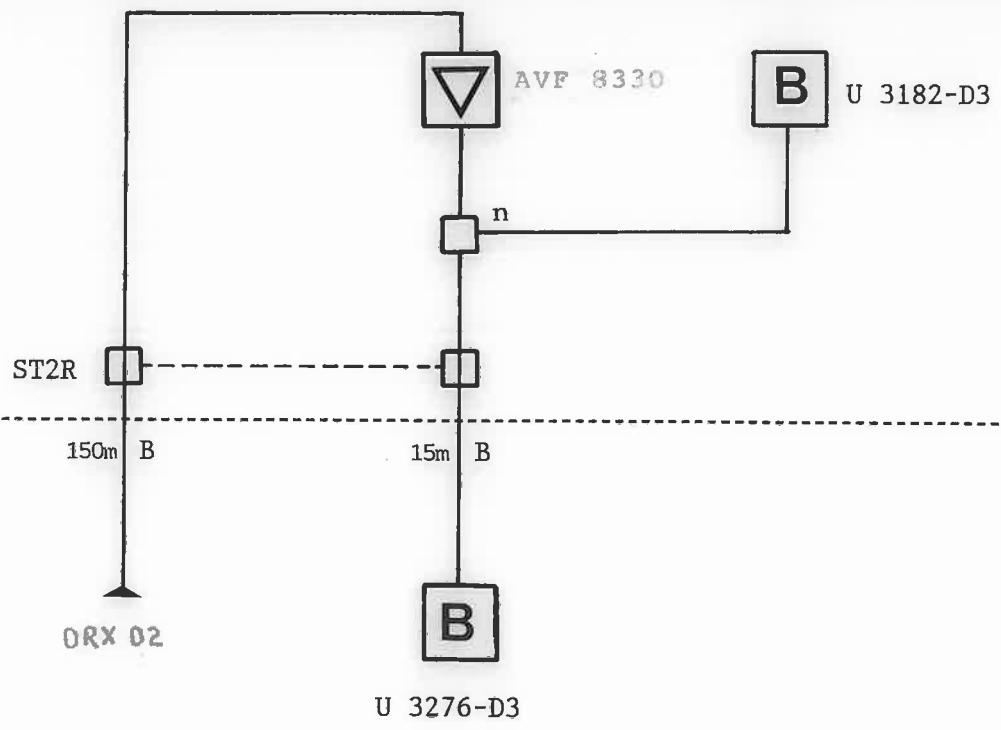 AVF 8330
B
U 3182-D3
n
ST2R
150m B
15m B
ORX 02
B
U 3276-D3